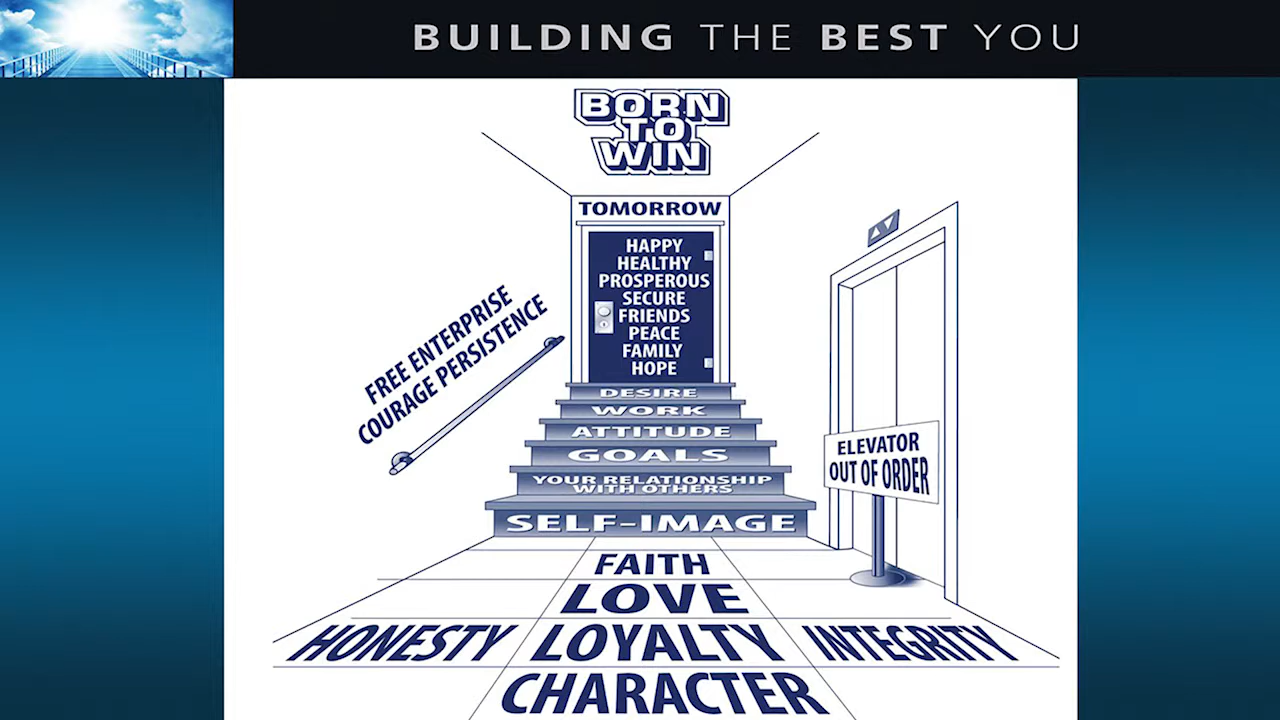 BUILDING THE BEST YOU
BORN
TO
WIN
TOMORROW
HAPPY
HEALTHY
PROSPEROUS
SECURE
FRIENDS
PEACE
FAMILY
HOPE
FREE ENTERPRISE
COURAGE PERSISTENCE
DESIRE
WORK
ATTITUDE
GOALS
YOUR RELATIONSHIP
WITH OTHERS
SELF-IMAGE
ELEVATOR
OUT OF ORDER
FAITH
LOVE
HONESTY LOYALTY INTEGRITY
CHARACTER